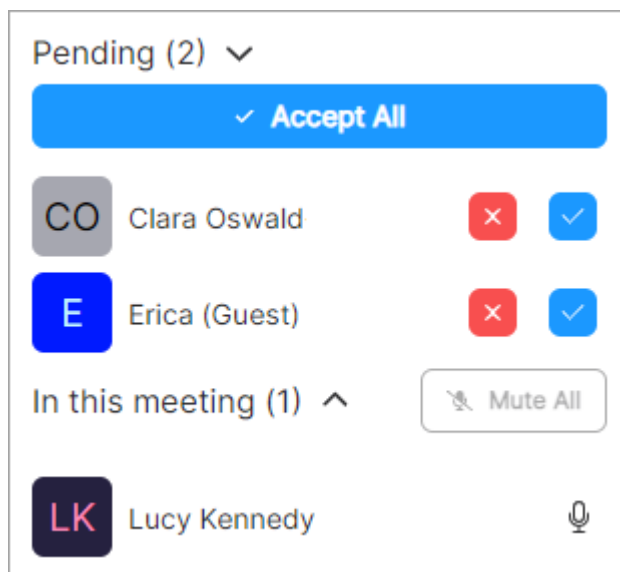 Pending (2)
Accept All
CO Clara Oswald
E Erica (Guest)
In this meeting (1) Mute All
LK Lucy Kennedy